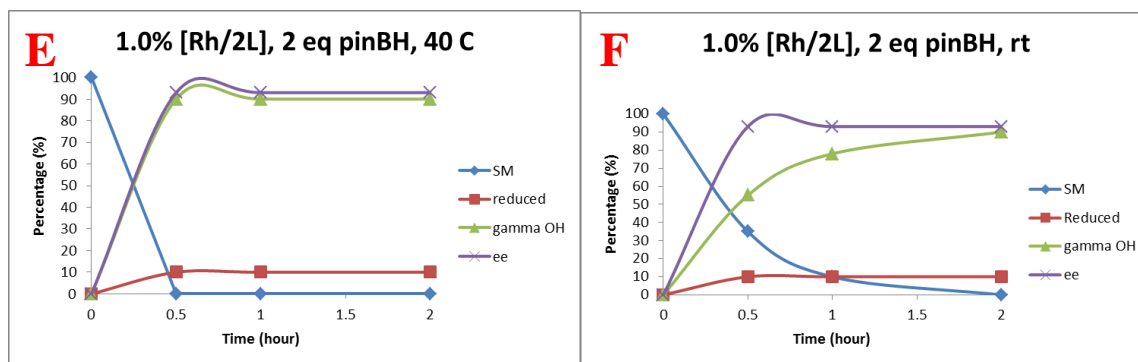 E
1.0% [Rh/2L], 2 eq pinBH, 40 C
Percentage (%)
100
90
80
70
60
50
40
30
20
10
0
0 0.5 1 1.5 2
Time (hour)
SM
reduced
gamma OH
ee
F
1.0% [Rh/2L], 2 eq pinBH, rt
Percentage (%)
100
90
80
70
60
50
40
30
20
10
0
0 0.5 1 1.5 2
Time (hour)
SM
Reduced
gamma OH
ee